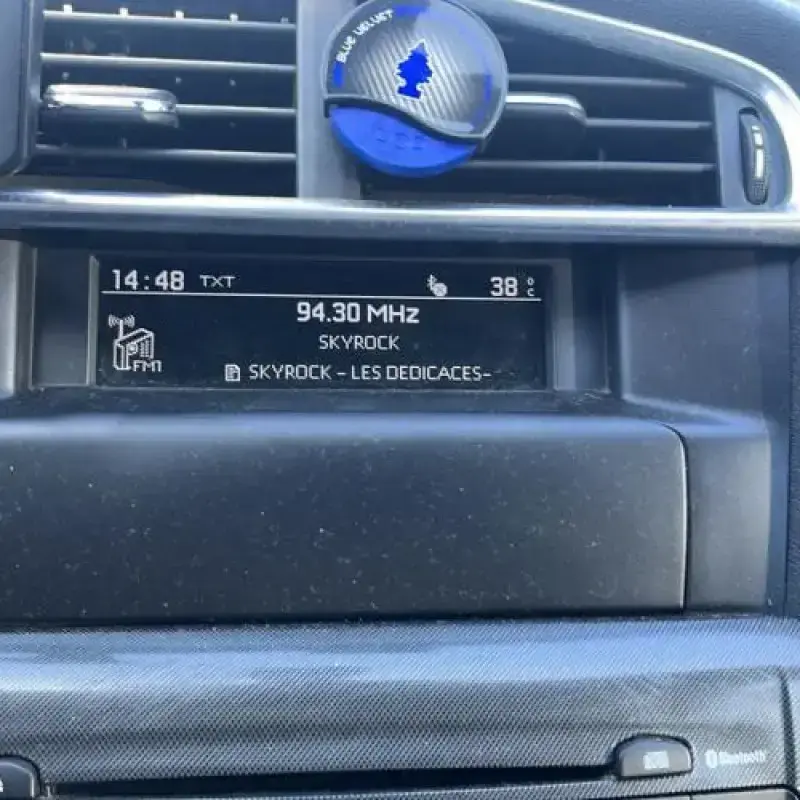 BLUE VELVET
14:48 TXT 38 °C
94.30 MHz
SKYROCK
FM1
SKYROCK - LES DEDICACES-
Bluetooth